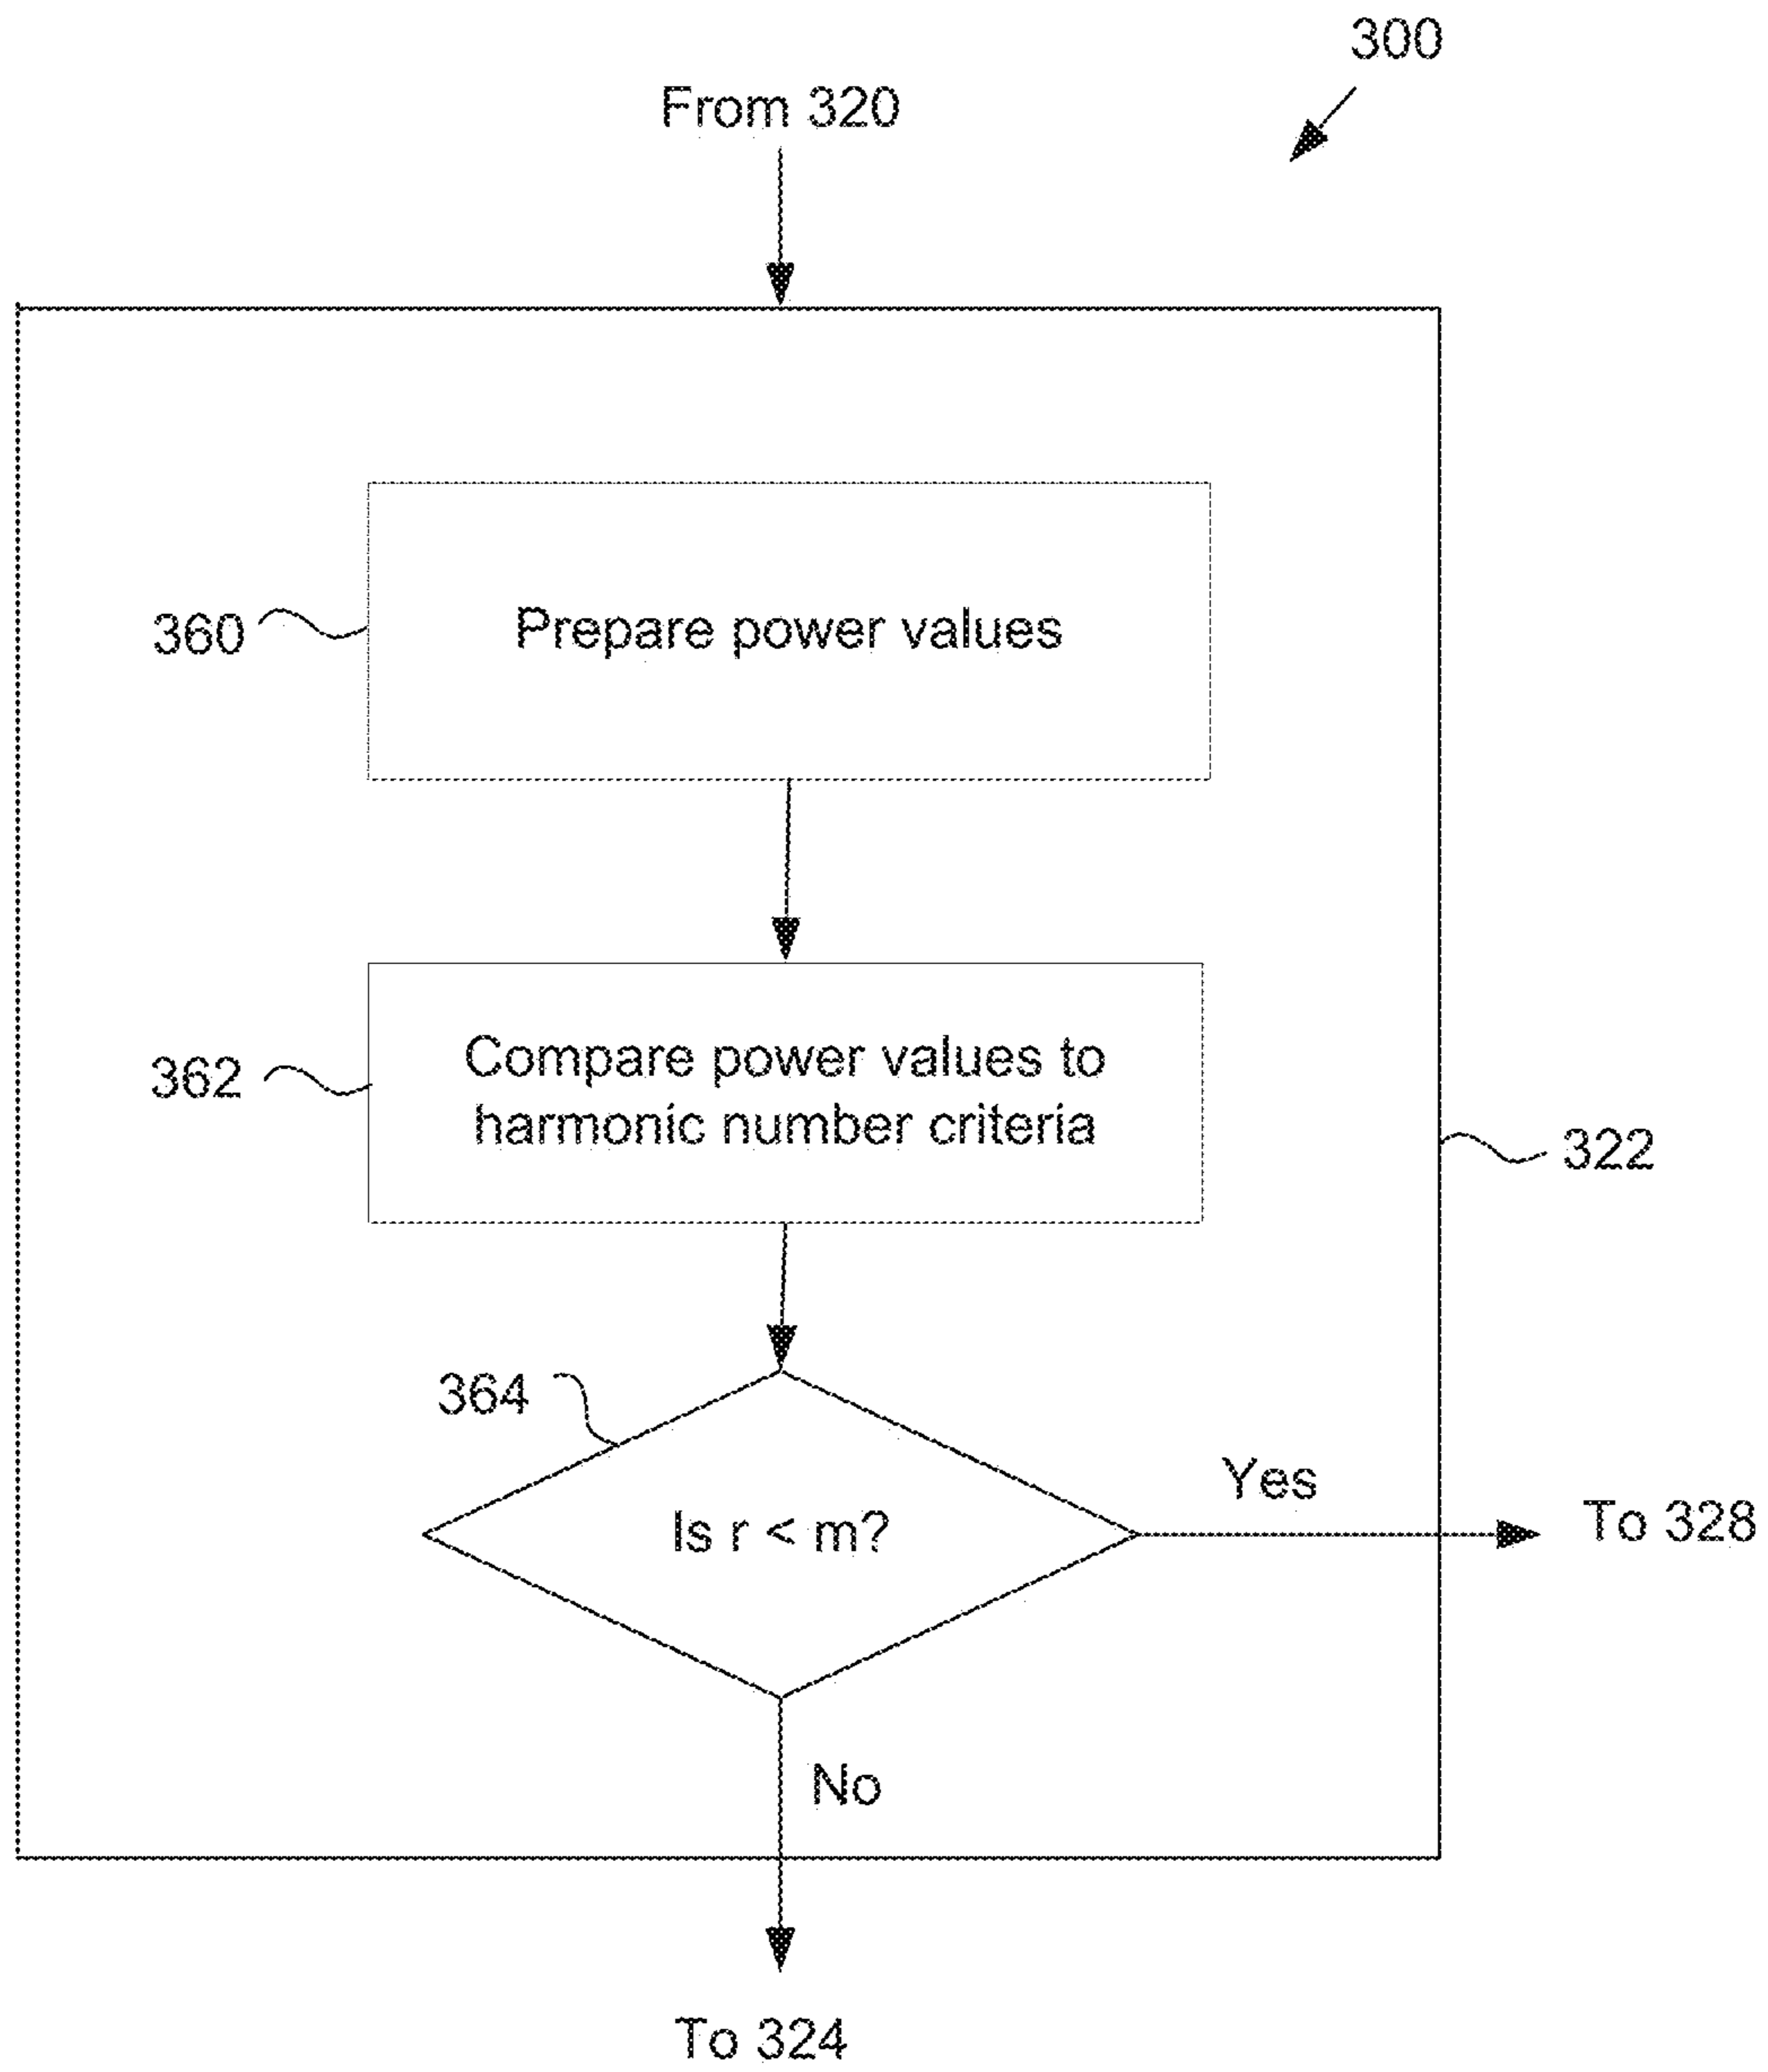 300
From 320
360
Prepare power values
362
Compare power values to
harmonic number criteria
322
364
Is r < m?
Yes
To 328
No
To 324